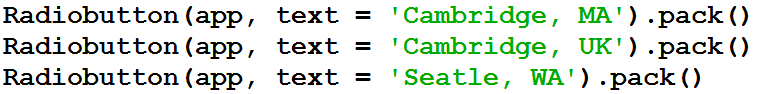 Radiobutton(app, text = 'Cambridge, MA').pack()
Radiobutton(app, text = 'Cambridge, UK').pack()
Radiobutton(app, text = 'Seatle, WA').pack()